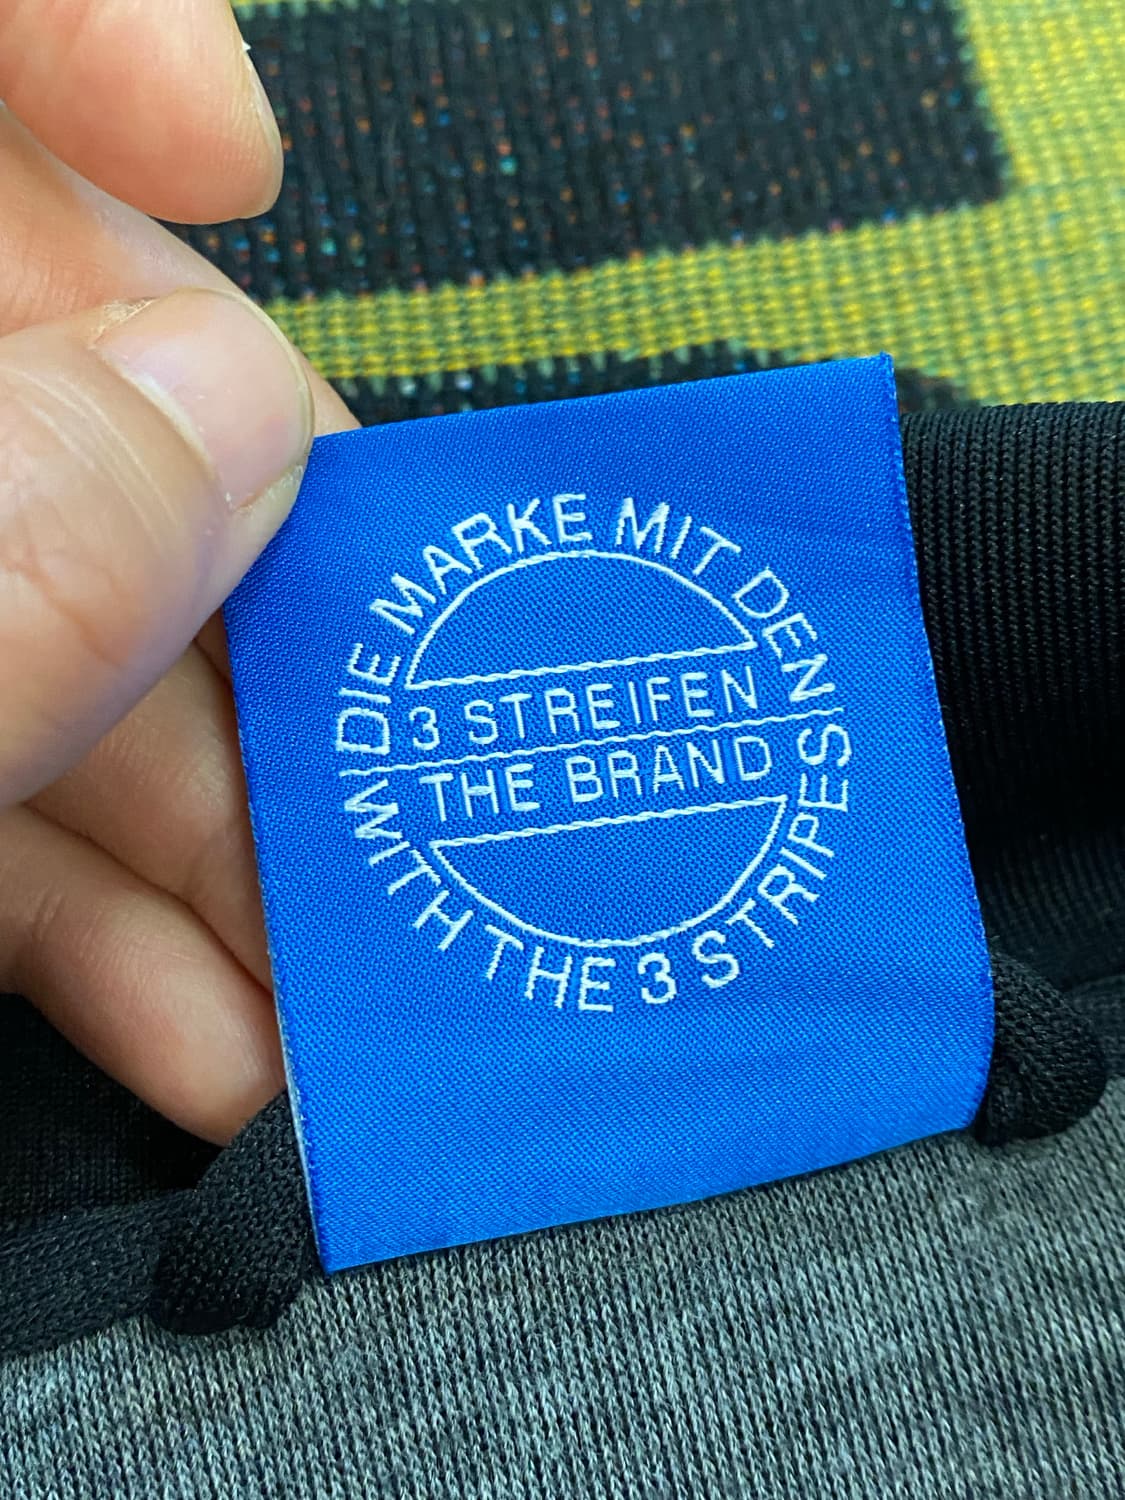 DIE MARKE MIT DEN
3 STREIFEN
THE BRAND
WITH THE 3 STRIPES